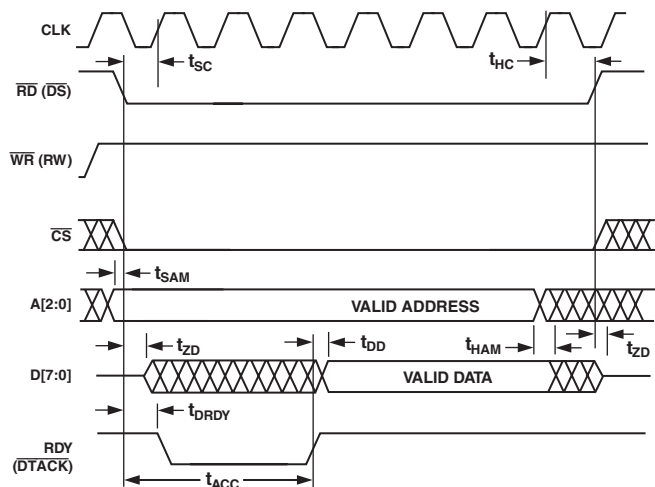 CLK
tSC
tHC
RD (DS)
WR (RW)
CS
tSAM
A[2:0]
VALID ADDRESS
tZD
tDD
tHAM
tZD
D[7:0]
VALID DATA
tDRDY
RDY
(DTACK)
tACC